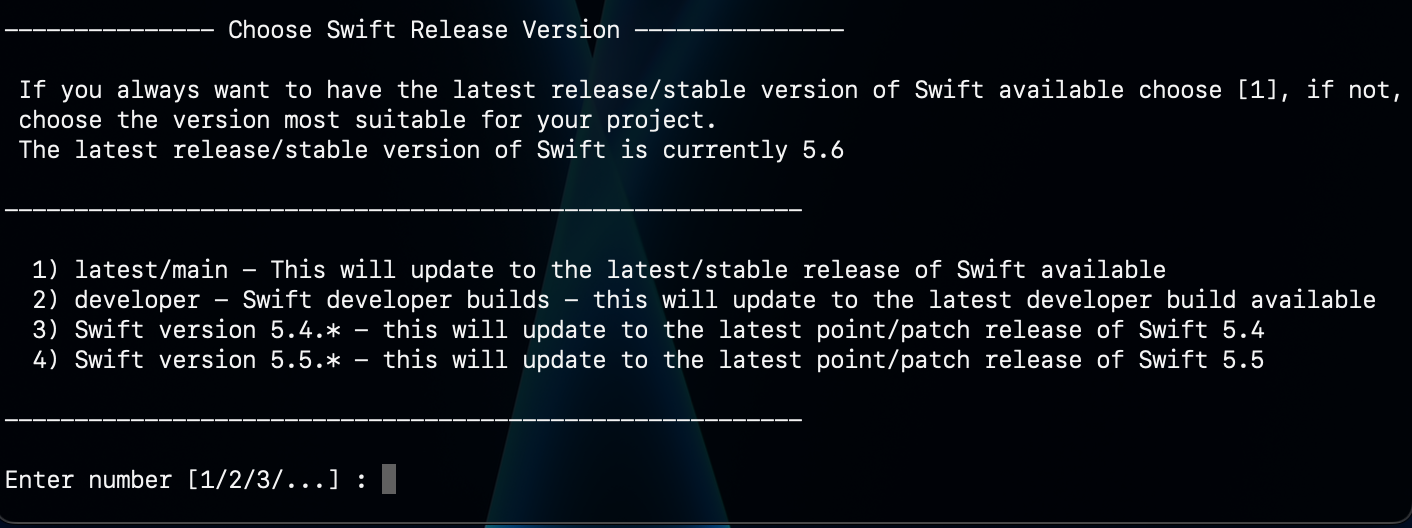 ─────────────── Choose Swift Release Version ───────────────
If you always want to have the latest release/stable version of Swift available choose [1], if not,
choose the version most suitable for your project.
The latest release/stable version of Swift is currently 5.6
1) latest/main – This will update to the latest/stable release of Swift available
2) developer – Swift developer builds – this will update to the latest developer build available
3) Swift version 5.4.* – this will update to the latest point/patch release of Swift 5.4
4) Swift version 5.5.* – this will update to the latest point/patch release of Swift 5.5
Enter number [1/2/3/...] :